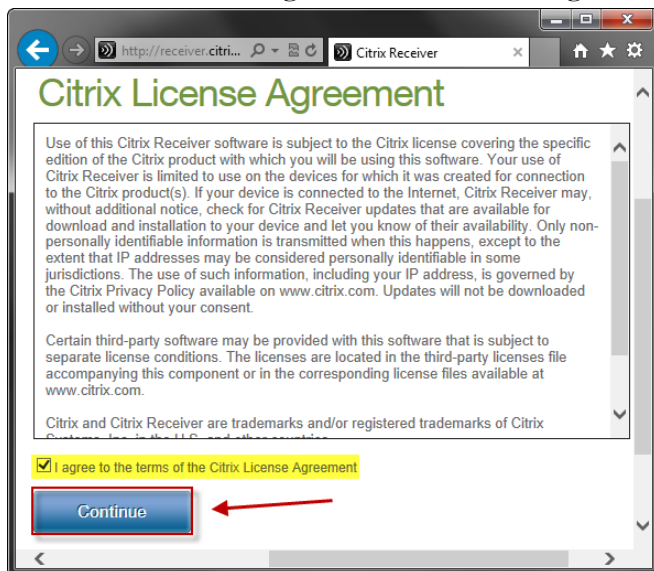 http://receiver.citri...
Citrix Receiver
Citrix License Agreement
Use of this Citrix Receiver software is subject to the Citrix license covering the specific
edition of the Citrix product with which you will be using this software. Your use of
Citrix Receiver is limited to use on the devices for which it was created for connection
to the Citrix product(s). If your device is connected to the Internet, Citrix Receiver may,
without additional notice, check for Citrix Receiver updates that are available for
download and installation to your device and let you know of their availability. Only non-
personally identifiable information is transmitted when this happens, except to the
extent that IP addresses may be considered personally identifiable in some
jurisdictions. The use of such information, including your IP address, is governed by
the Citrix Privacy Policy available on www.citrix.com. Updates will not be downloaded
or installed without your consent.
Certain third-party software may be provided with this software that is subject to
separate license conditions. The licenses are located in the third-party licenses file
accompanying this component or in the corresponding license files available at
www.citrix.com.
Citrix and Citrix Receiver are trademarks and/or registered trademarks of Citrix
Systems, Inc. in the U.S. and other countries.
I agree to the terms of the Citrix License Agreement
Continue